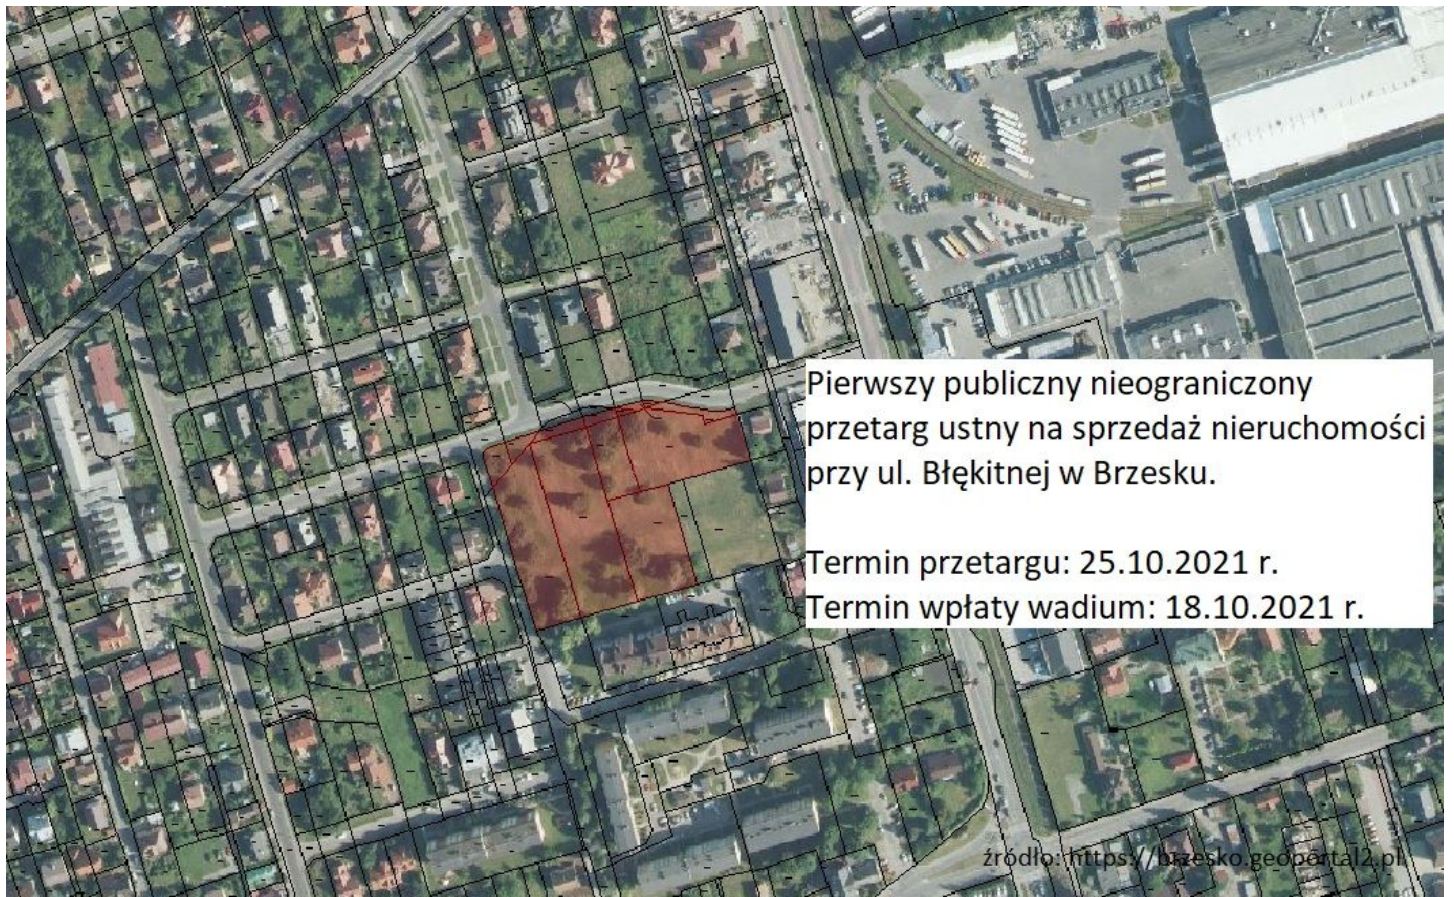 Pierwszy publiczny nieograniczony
przetarg ustny na sprzedaż nieruchomości
przy ul. Błękitnej w Brzesku.
Termin przetargu: 25.10.2021 r.
Termin wpłaty wadium: 18.10.2021 r.
źródło: https://brzesko.geoportal2.pl